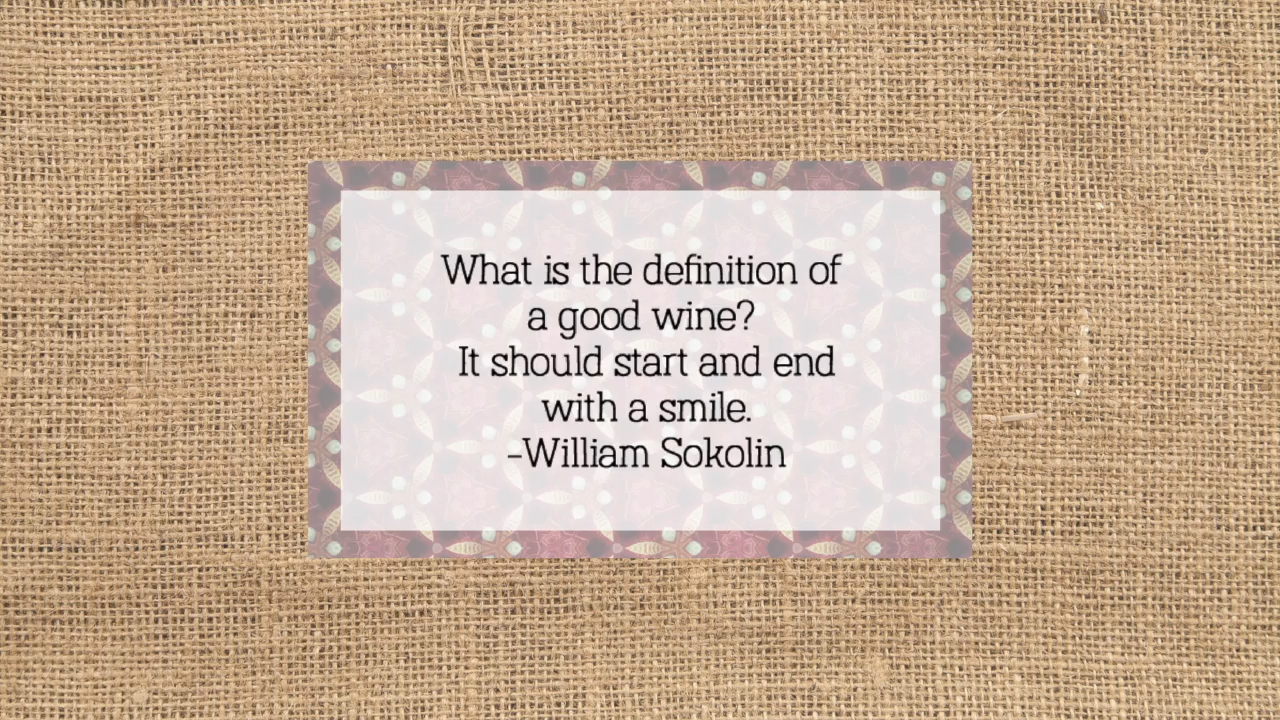 What is the definition of
a good wine?
It should start and end
with a smile.
-William Sokolin